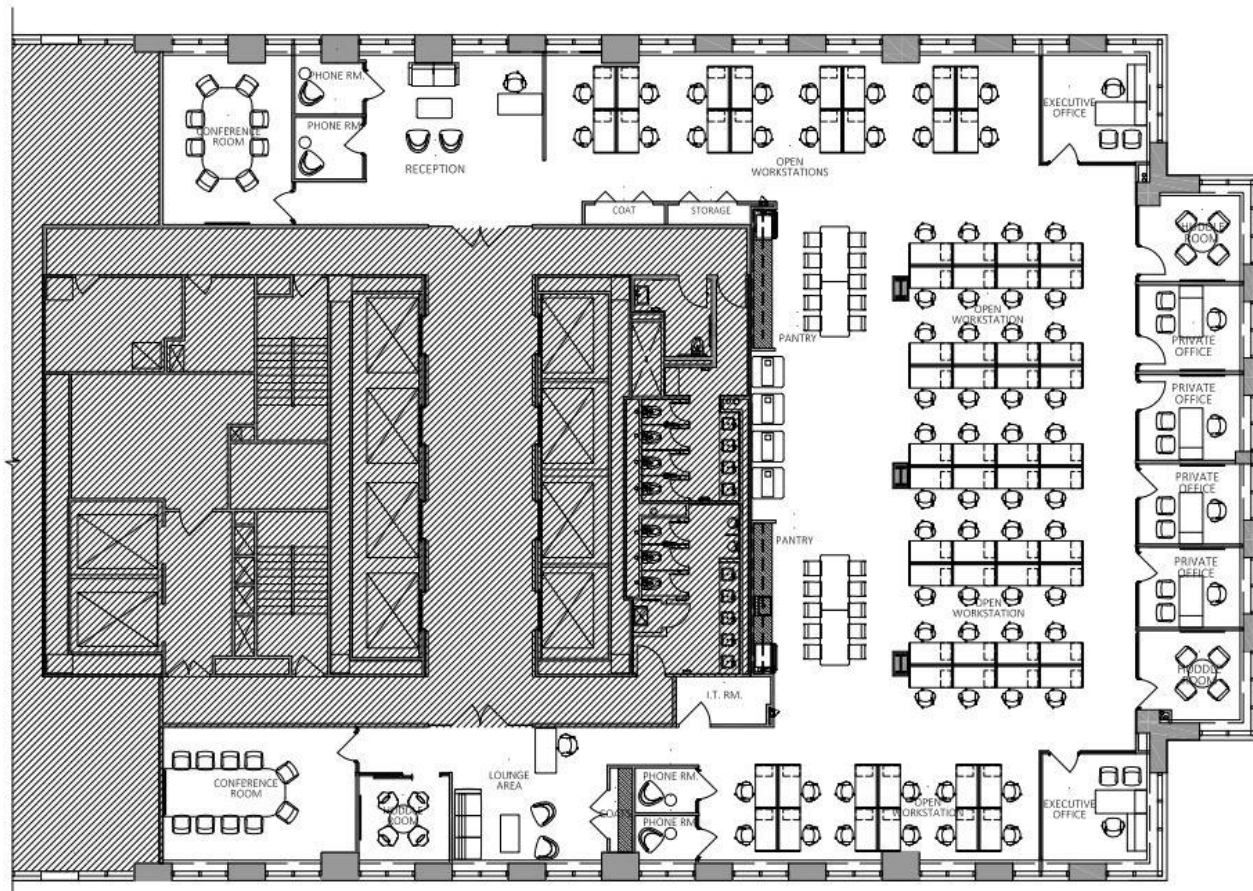 PHONE RM.
CONFERENCE
ROOM
PHONE RM.
RECEPTION
OPEN
WORKSTATIONS
EXECUTIVE
OFFICE
COAT
STORAGE
HUDDLE
ROOM
OPEN
WORKSTATION
PANTRY
PRIVATE
OFFICE
PRIVATE
OFFICE
PRIVATE
OFFICE
PANTRY
PRIVATE
OFFICE
OPEN
WORKSTATION
HUDDLE
ROOM
I.T. RM.
CONFERENCE
ROOM
LOUNGE
AREA
HUDDLE
ROOM
COATS
PHONE RM.
PHONE RM.
OPEN
WORKSTATION
EXECUTIVE
OFFICE